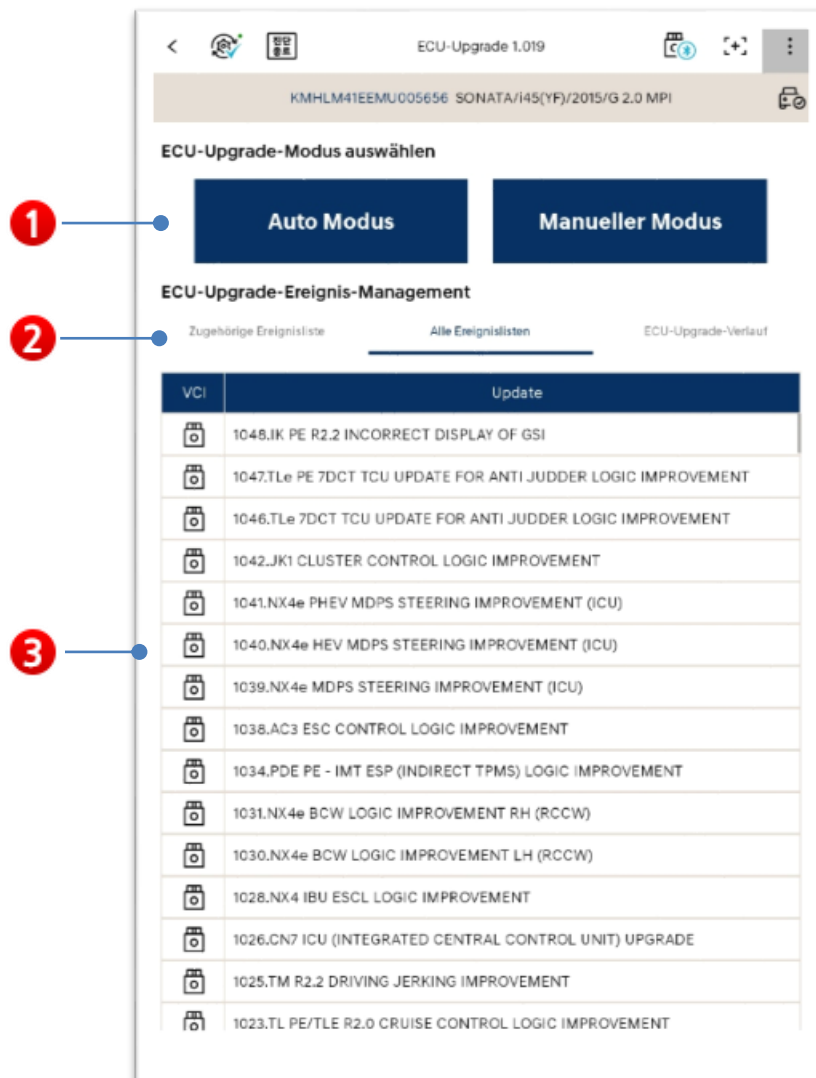 진단
종료
ECU-Upgrade 1.019
KMHLM41EEMU005656 SONATA/i45(YF)/2015/G 2.0 MPI
ECU-Upgrade-Modus auswählen
1
Auto Modus
Manueller Modus
ECU-Upgrade-Ereignis-Management
2
Zugehörige Ereignisliste
Alle Ereignislisten
ECU-Upgrade-Verlauf
VCI
Update
1048.IK PE R2.2 INCORRECT DISPLAY OF GSI
1047.TLe PE 7DCT TCU UPDATE FOR ANTI JUDDER LOGIC IMPROVEMENT
1046.TLe 7DCT TCU UPDATE FOR ANTI JUDDER LOGIC IMPROVEMENT
1042.JK1 CLUSTER CONTROL LOGIC IMPROVEMENT
1041.NX4e PHEV MDPS STEERING IMPROVEMENT (ICU)
3
1040.NX4e HEV MDPS STEERING IMPROVEMENT (ICU)
1039.NX4e MDPS STEERING IMPROVEMENT (ICU)
1038.AC3 ESC CONTROL LOGIC IMPROVEMENT
1034.PDE PE - IMT ESP (INDIRECT TPMS) LOGIC IMPROVEMENT
1031.NX4e BCW LOGIC IMPROVEMENT RH (RCCW)
1030.NX4e BCW LOGIC IMPROVEMENT LH (RCCW)
1028.NX4 IBU ESCL LOGIC IMPROVEMENT
1026.CN7 ICU (INTEGRATED CENTRAL CONTROL UNIT) UPGRADE
1025.TM R2.2 DRIVING JERKING IMPROVEMENT
1023.TL PE/TLE R2.0 CRUISE CONTROL LOGIC IMPROVEMENT